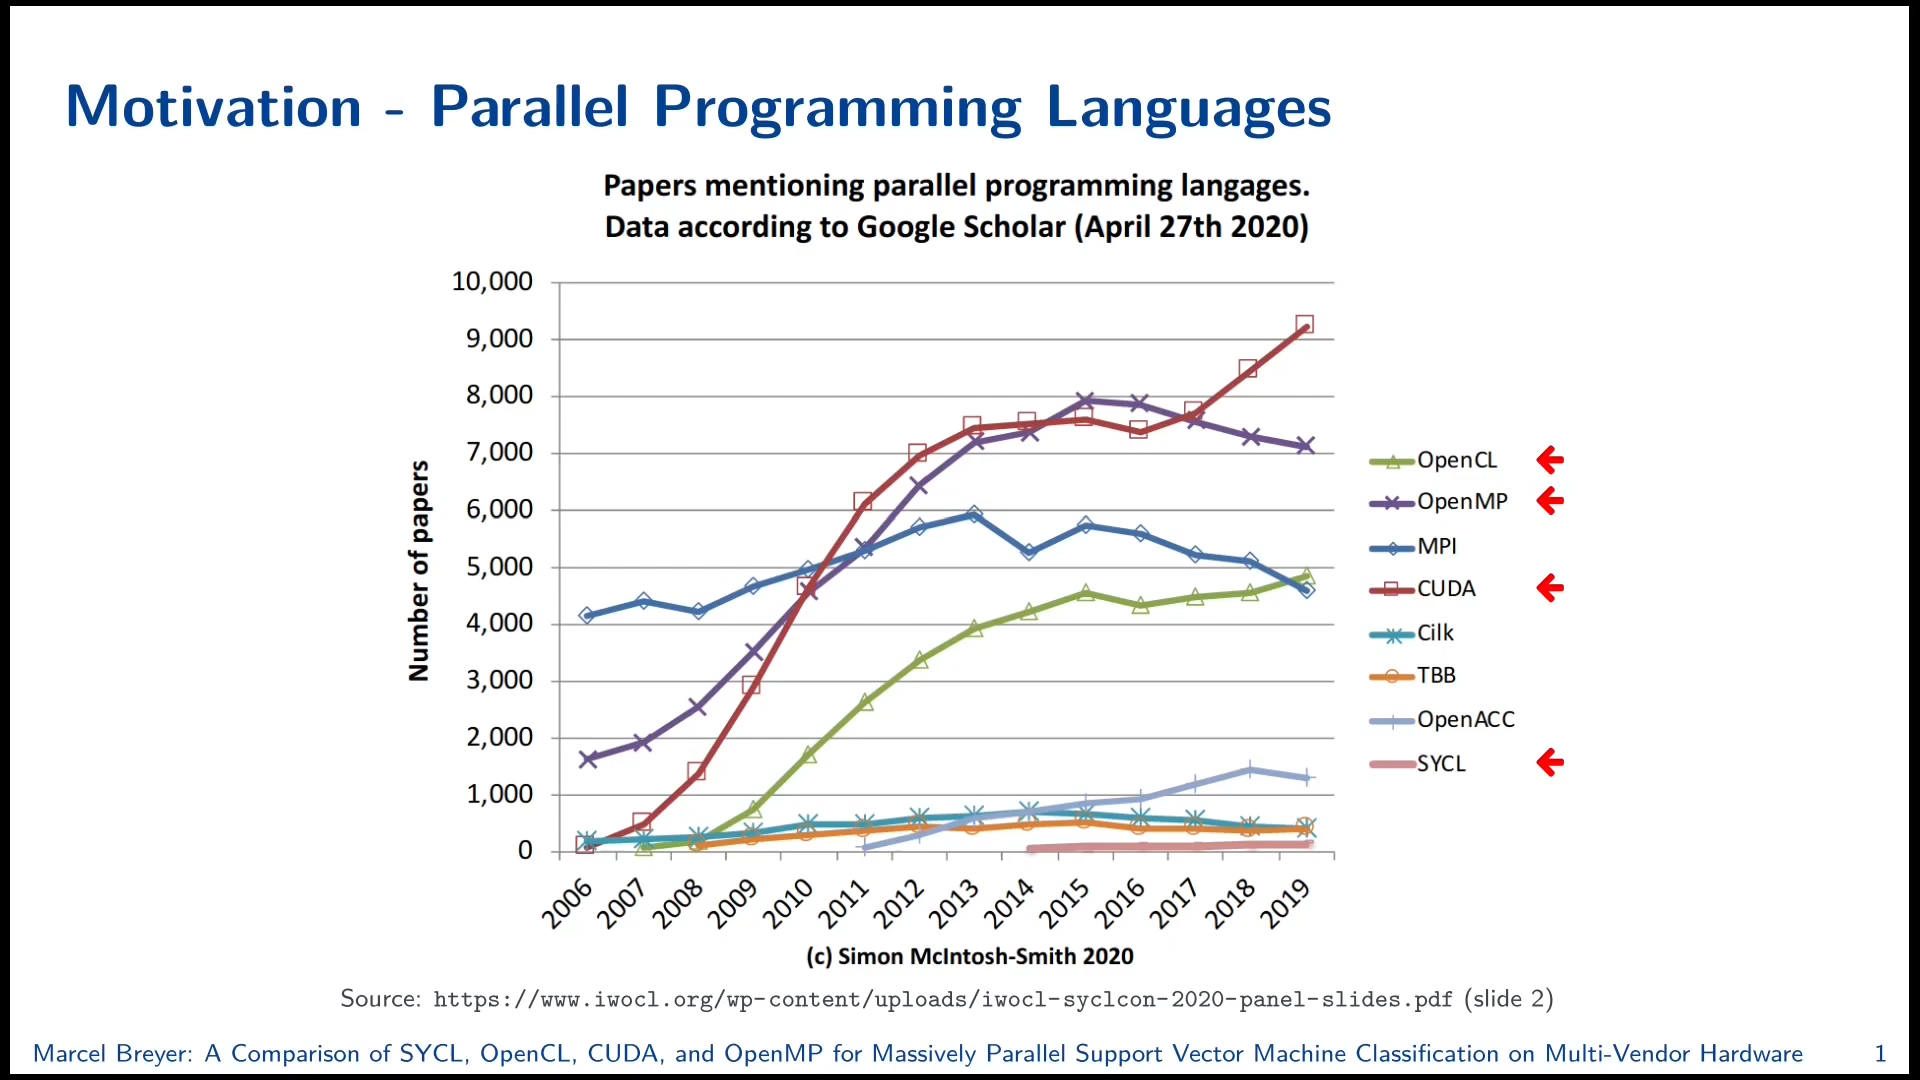 Motivation - Parallel Programming Languages
Papers mentioning parallel programming langages.
Data according to Google Scholar (April 27th 2020)
10,000
9,000
8,000
7,000
6,000
5,000
4,000
3,000
2,000
1,000
0
Number of papers
2006
2007
2008
2009
2010
2011
2012
2013
2014
2015
2016
2017
2018
2019
OpenCL
OpenMP
MPI
CUDA
Cilk
TBB
OpenACC
SYCL
(c) Simon McIntosh-Smith 2020
Source: https://www.iwocl.org/wp-content/uploads/iwocl-syclcon-2020-panel-slides.pdf (slide 2)
Marcel Breyer: A Comparison of SYCL, OpenCL, CUDA, and OpenMP for Massively Parallel Support Vector Machine Classification on Multi-Vendor Hardware 1